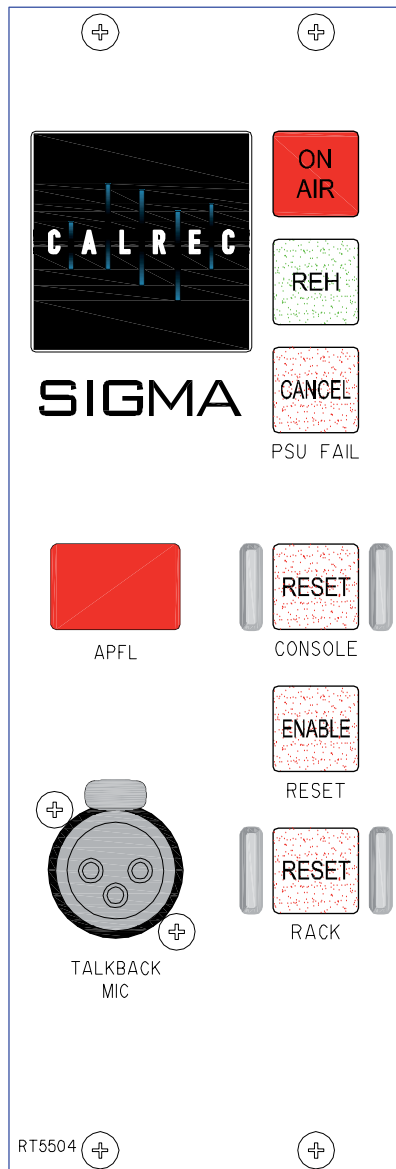 CALREC
SIGMA
ON
AIR
REH
CANCEL
PSU FAIL
APFL
RESET
CONSOLE
ENABLE
RESET
RESET
RACK
TALKBACK
MIC
RT5504